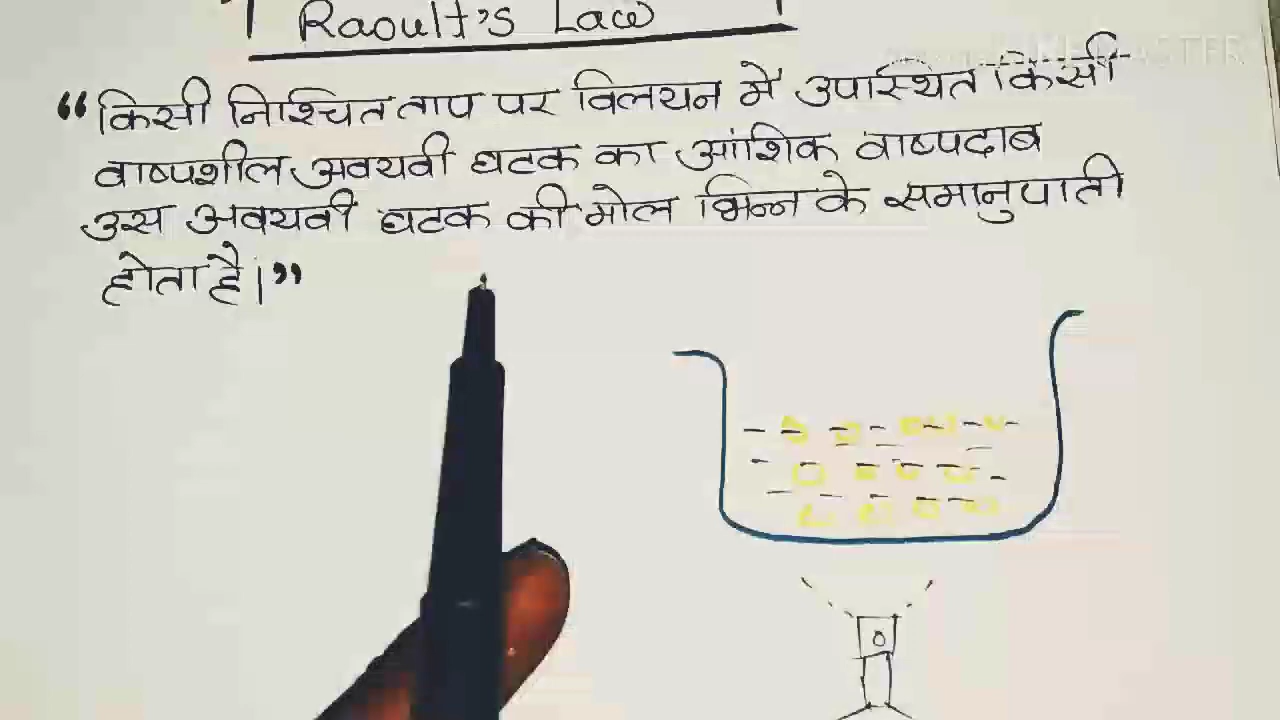 Raoult's Law
“किसी निश्चित ताप पर विलयन में उपस्थित किसी
वाष्पशील अवयवी घटक का आंशिक वाष्पदाब
उस अवयवी घटक की मोल भिन्न के समानुपाती
होता है।”